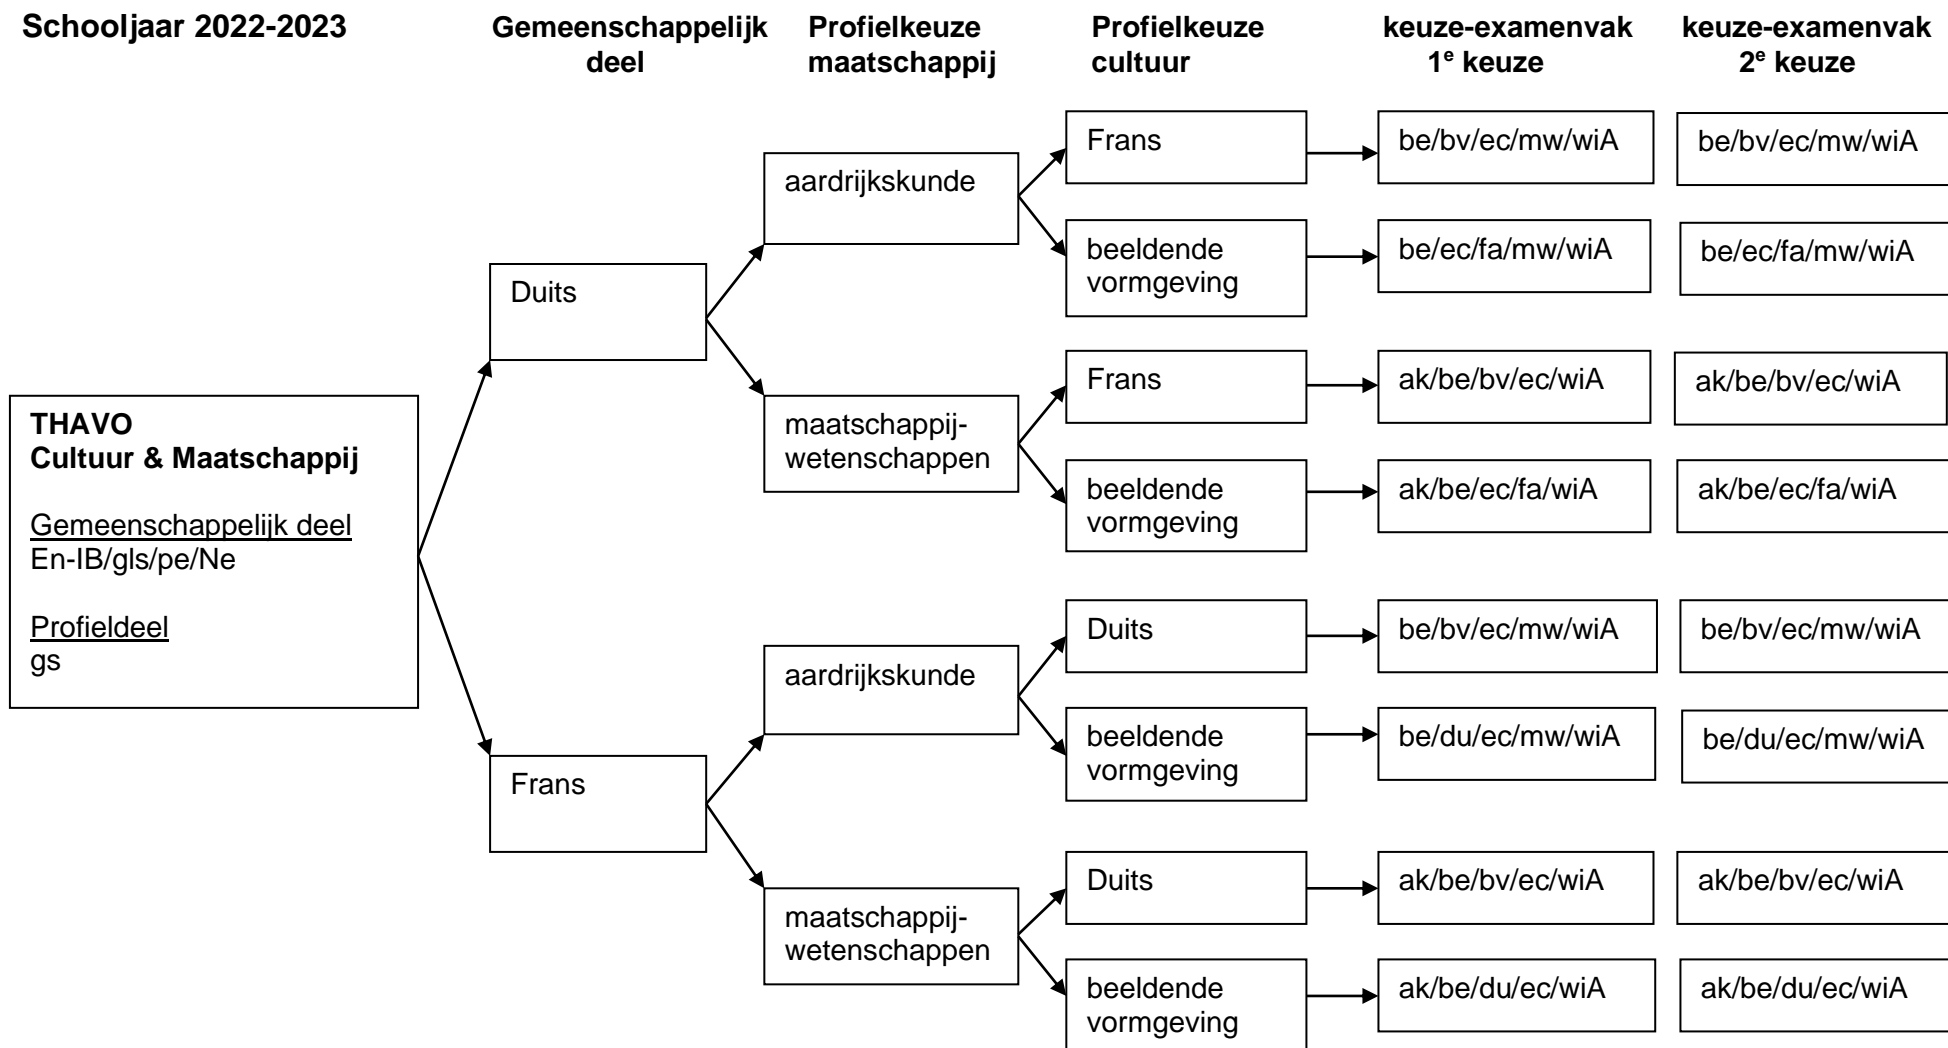 Schooljaar 2022-2023
Gemeenschappelijk
deel
Profielkeuze
maatschappij
Profielkeuze
cultuur
keuze-examenvak
1e keuze
keuze-examenvak
2e keuze
THAVO
Cultuur & Maatschappij
Gemeenschappelijk deel
En-IB/gls/pe/Ne
Profieldeel
gs
Duits
aardrijkskunde
Frans
be/bv/ec/mw/wiA
be/bv/ec/mw/wiA
beeldende
vormgeving
be/ec/fa/mw/wiA
be/ec/fa/mw/wiA
maatschappij-
wetenschappen
Frans
ak/be/bv/ec/wiA
ak/be/bv/ec/wiA
beeldende
vormgeving
ak/be/ec/fa/wiA
ak/be/ec/fa/wiA
Frans
aardrijkskunde
Duits
be/bv/ec/mw/wiA
be/bv/ec/mw/wiA
beeldende
vormgeving
be/du/ec/mw/wiA
be/du/ec/mw/wiA
maatschappij-
wetenschappen
Duits
ak/be/bv/ec/wiA
ak/be/bv/ec/wiA
beeldende
vormgeving
ak/be/du/ec/wiA
ak/be/du/ec/wiA